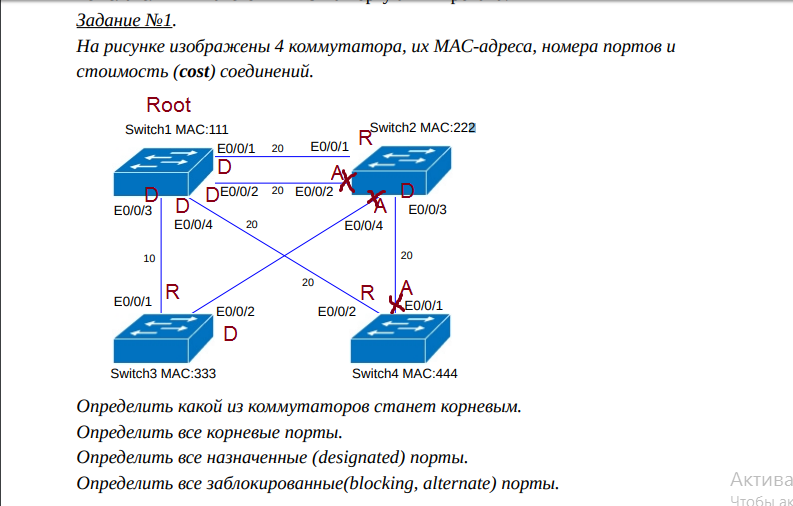 Задание №1.
На рисунке изображены 4 коммутатора, их MAC-адреса, номера портов и
стоимость (cost) соединений.
Root
Switch1 MAC:111
R Switch2 MAC:222
E0/0/1 20 E0/0/1
D
A
D E0/0/2 20 E0/0/2
D
D
A
D
E0/0/3
E0/0/3
E0/0/4
E0/0/4
20
10
20
20
R
R
A
E0/0/1
E0/0/2
E0/0/2
E0/0/1
D
Switch3 MAC:333
Switch4 MAC:444
Определить какой из коммутаторов станет корневым.
Определить все корневые порты.
Определить все назначенные (designated) порты.
Определить все заблокированные(blocking, alternate) порты.
Актива
Чтобы ак